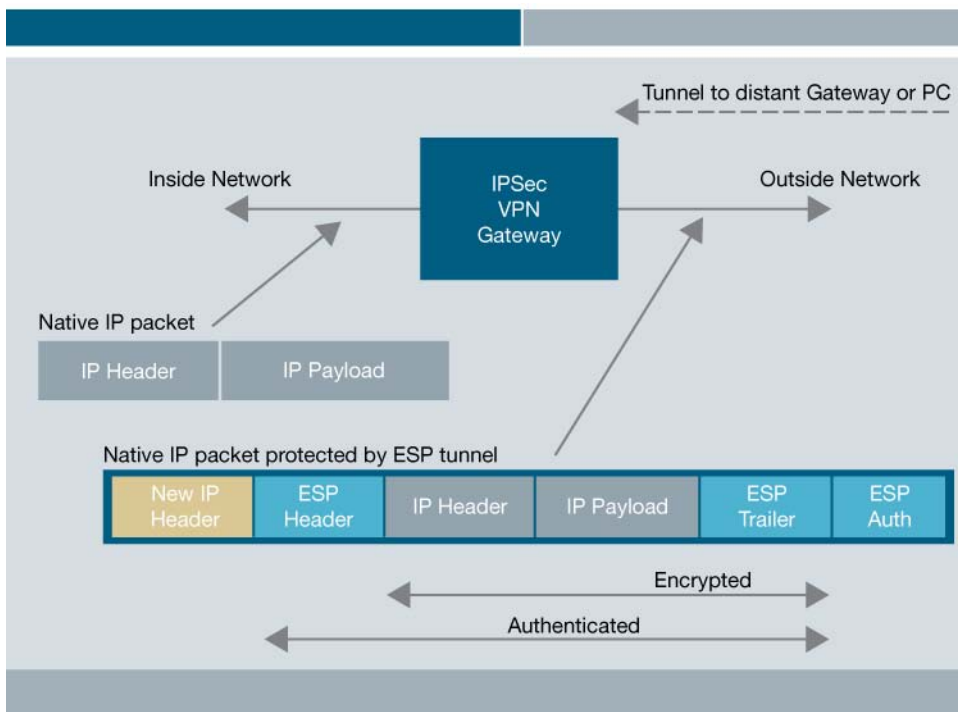 Tunnel to distant Gateway or PC
Inside Network
IPSec
VPN
Gateway
Outside Network
Native IP packet
IP Header
IP Payload
Native IP packet protected by ESP tunnel
New IP
Header
ESP
Header
IP Header
IP Payload
ESP
Trailer
ESP
Auth
Encrypted
Authenticated